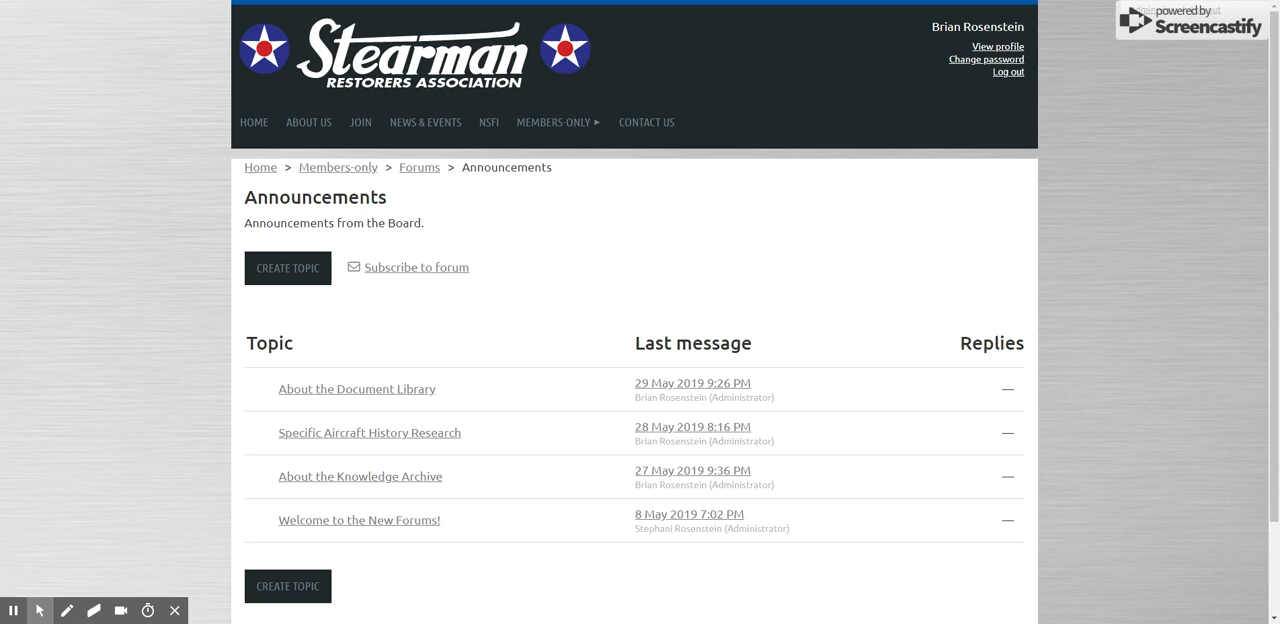 Stearman
RESTORERS ASSOCIATION
Brian Rosenstein
View profile
Change password
Log out
powered by
Screencastify
HOME ABOUT US JOIN NEWS & EVENTS NSFI MEMBERS-ONLY ► CONTACT US
Home > Members-only > Forums > Announcements
Announcements
Announcements from the Board.
CREATE TOPIC Subscribe to forum
Topic Last message Replies
About the Document Library 29 May 2019 9:26 PM —
Brian Rosenstein (Administrator)
Specific Aircraft History Research 28 May 2019 8:16 PM —
Brian Rosenstein (Administrator)
About the Knowledge Archive 27 May 2019 9:36 PM —
Brian Rosenstein (Administrator)
Welcome to the New Forums! 8 May 2019 7:02 PM —
Stephani Rosenstein (Administrator)
CREATE TOPIC